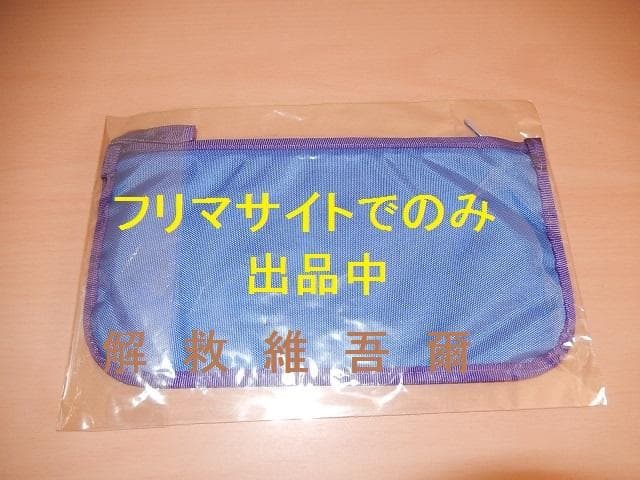 フリマサイトでのみ
出品中
解救維吾爾